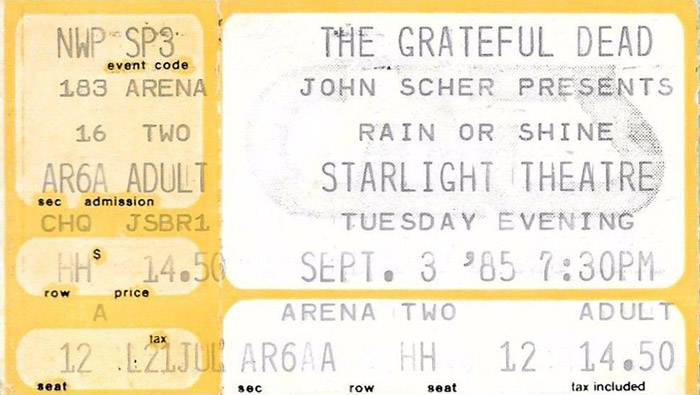 NWP SP3
event code
183 ARENA
16 TWO
AR6A ADULT
sec admission
CHQ JSBR1
$
HH 14.50
row price
A
tax
12 L21JUL
seat
THE GRATEFUL DEAD
JOHN SCHER PRESENTS
RAIN OR SHINE
STARLIGHT THEATRE
TUESDAY EVENING
SEPT. 3 '85 7:30PM
ARENA TWO ADULT
AR6AA HH 12 14.50
sec row seat tax included